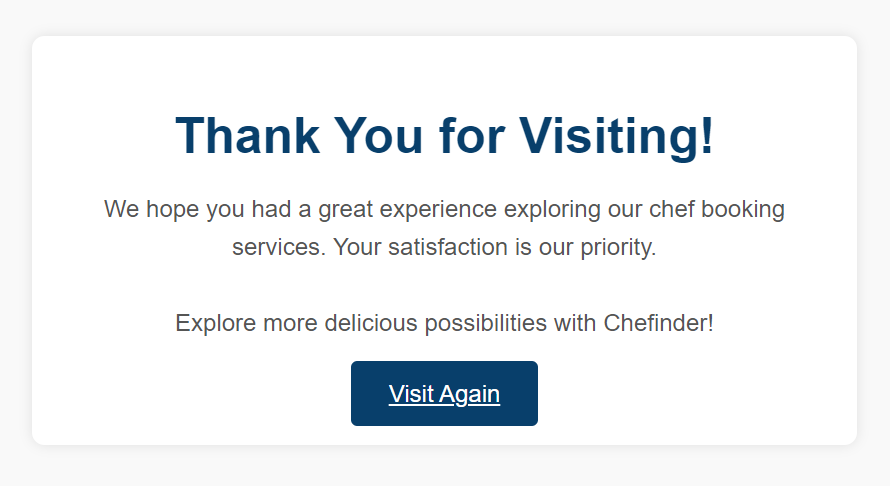 Thank You for Visiting!
We hope you had a great experience exploring our chef booking
services. Your satisfaction is our priority.
Explore more delicious possibilities with Chefinder!
Visit Again